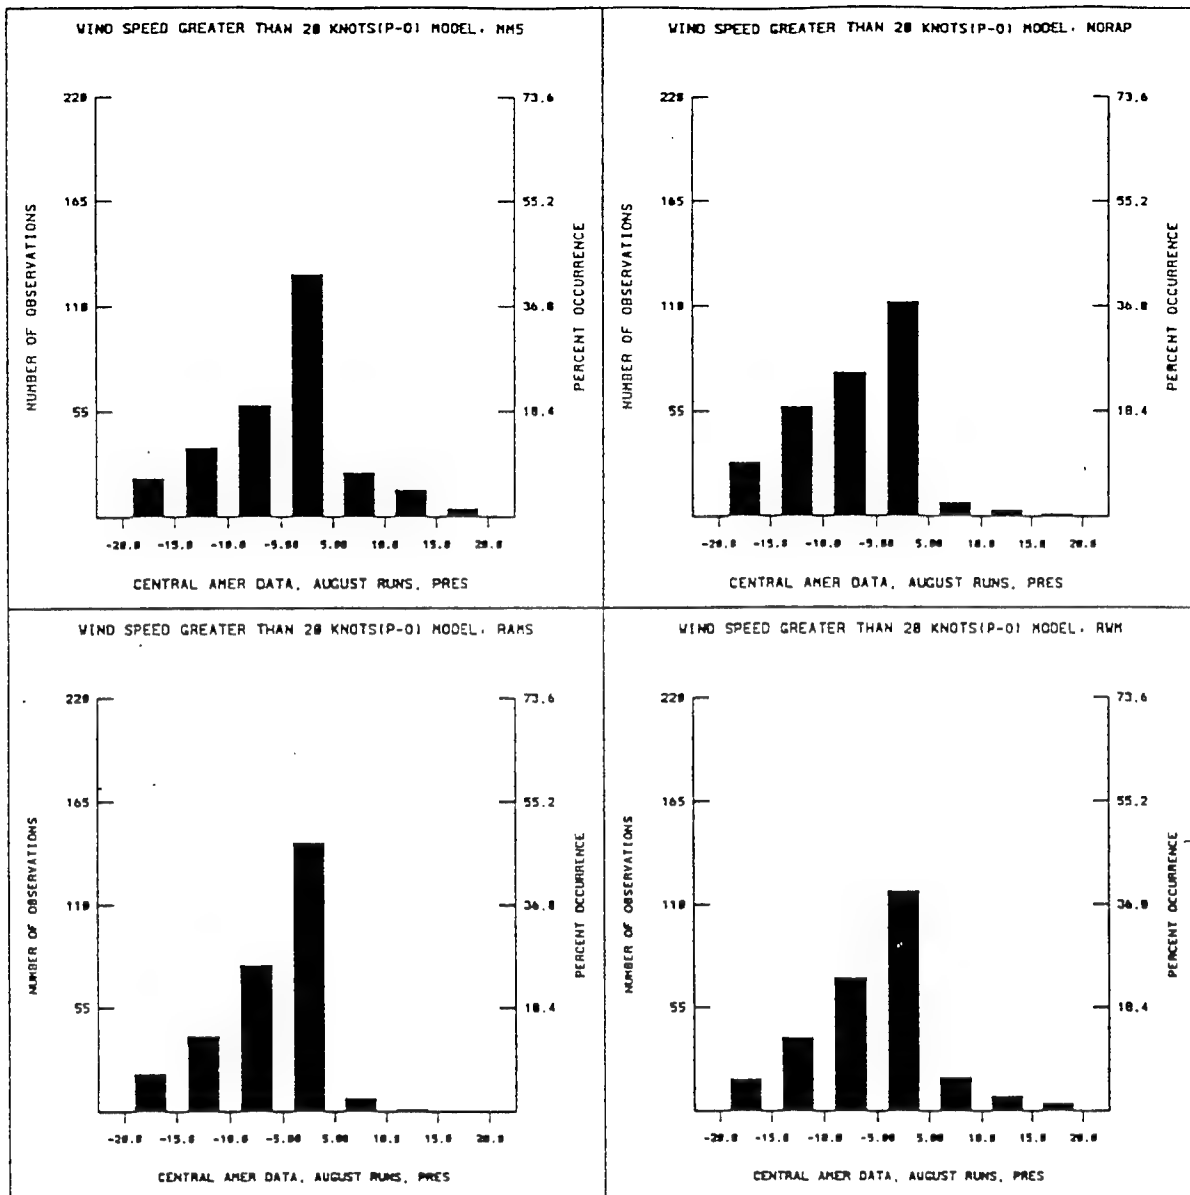 WIND SPEED GREATER THAN 20 KNOTS(P-O) MODEL, MM5
220
165
110
55
73.6
55.2
36.8
18.4
NUMBER OF OBSERVATIONS
PERCENT OCCURRENCE
-20.0 -15.0 -10.0 -5.00 5.00 10.0 15.0 20.0
CENTRAL AMER DATA, AUGUST RUNS, PRES
WIND SPEED GREATER THAN 20 KNOTS(P-O) MODEL, NORAP
220
165
110
55
73.6
55.2
36.8
18.4
NUMBER OF OBSERVATIONS
PERCENT OCCURRENCE
-20.0 -15.0 -10.0 -5.00 5.00 10.0 15.0 20.0
CENTRAL AMER DATA, AUGUST RUNS, PRES
WIND SPEED GREATER THAN 20 KNOTS(P-O) MODEL, RAMS
220
165
110
55
73.6
55.2
36.8
18.4
NUMBER OF OBSERVATIONS
PERCENT OCCURRENCE
-20.0 -15.0 -10.0 -5.00 5.00 10.0 15.0 20.0
CENTRAL AMER DATA, AUGUST RUNS, PRES
WIND SPEED GREATER THAN 20 KNOTS(P-O) MODEL, RWM
220
165
110
55
73.6
55.2
36.8
18.4
NUMBER OF OBSERVATIONS
PERCENT OCCURRENCE
-20.0 -15.0 -10.0 -5.00 5.00 10.0 15.0 20.0
CENTRAL AMER DATA, AUGUST RUNS, PRES